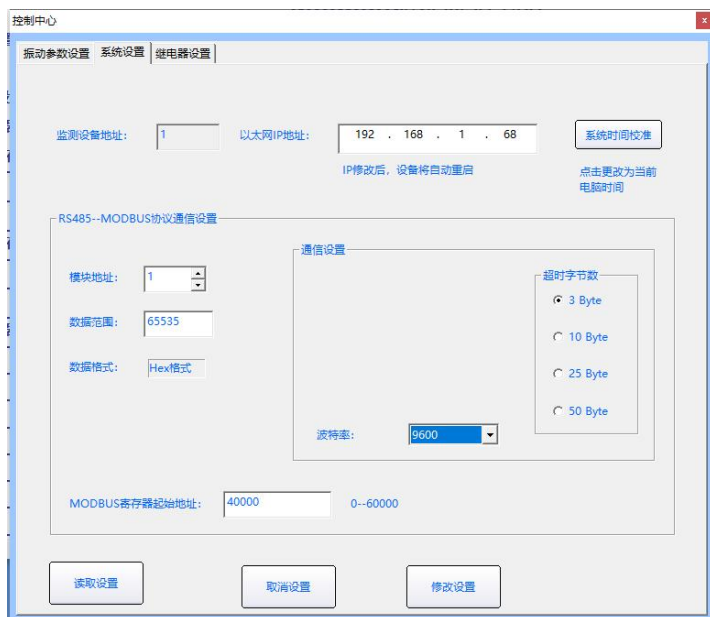 控制中心
振动参数设置 系统设置 继电器设置
监测设备地址: 1 以太网IP地址: 192 . 168 . 1 . 68 系统时间校准
IP修改后，设备将自动重启 点击更改为当前
电脑时间
RS485--MODBUS协议通信设置
通信设置
模块地址: 1 超时字节数
3 Byte
数据范围: 65535
10 Byte
数据格式: Hex格式
25 Byte
50 Byte
波特率: 9600
MODBUS寄存器起始地址: 40000 0--60000
读取设置 取消设置 修改设置